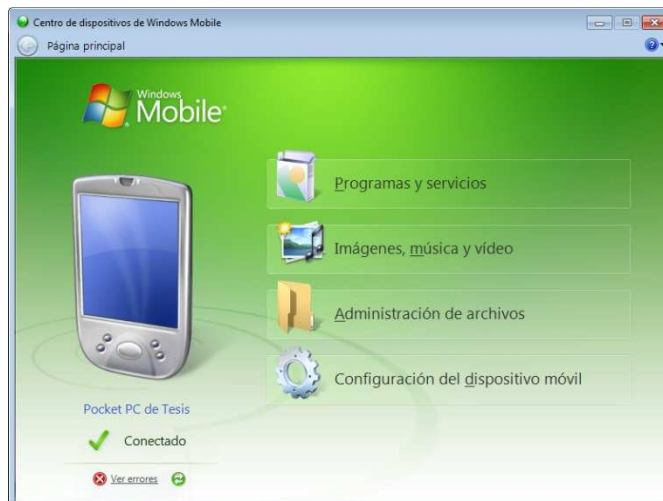 Centro de dispositivos de Windows Mobile
Página principal
Windows
Mobile®
Programas y servicios
Imágenes, música y vídeo
Administración de archivos
Configuración del dispositivo móvil
Pocket PC de Tesis
Conectado
Ver errores